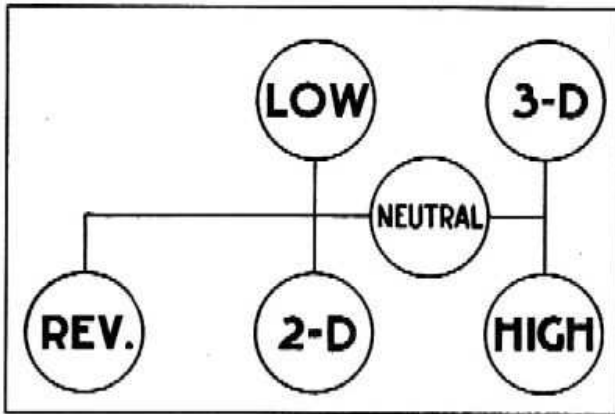 LOW
3-D
NEUTRAL
REV.
2-D
HIGH